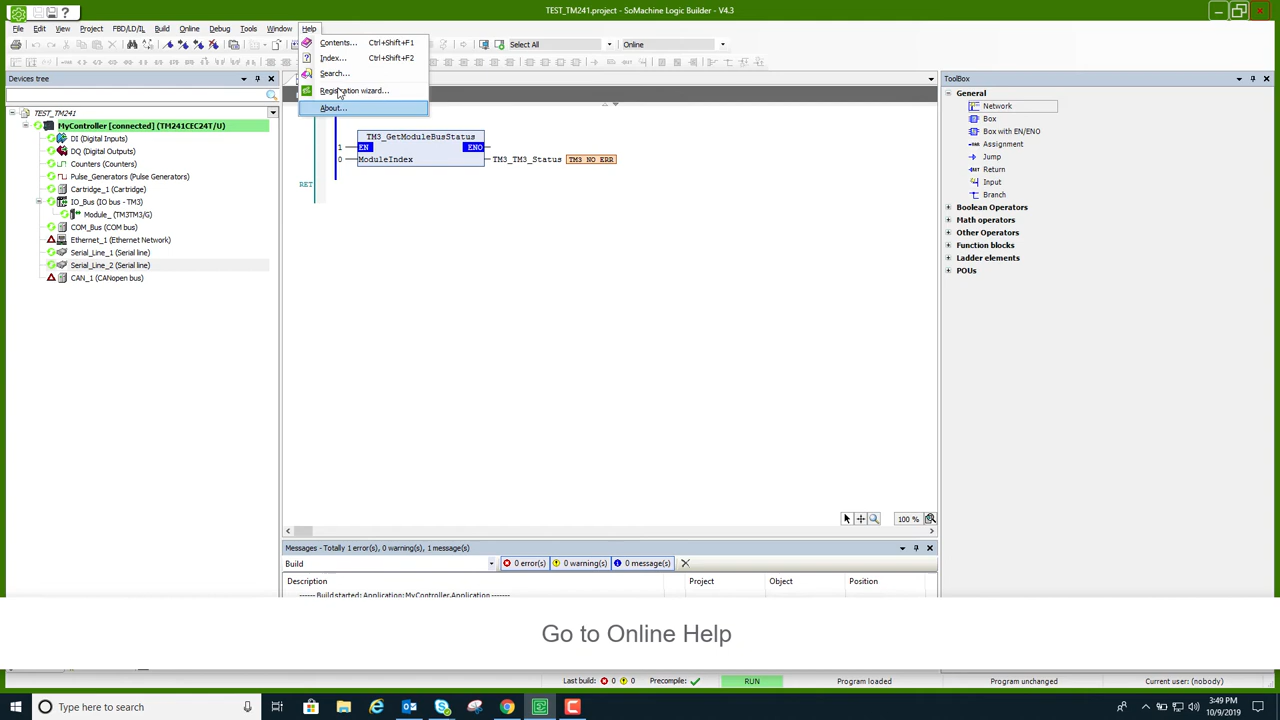 TEST_TM241.project - SoMachine Logic Builder - V4.3
File Edit View Project FBD/LD/IL Build Online Debug Tools Window Help
Select All
Online
Contents... Ctrl+Shift+F1
Index... Ctrl+Shift+F2
Search...
Registration wizard...
About...
Devices tree
TEST_TM241
MyController [connected] (TM241CEC24T/U)
DI (Digital Inputs)
DQ (Digital Outputs)
Counters (Counters)
Pulse_Generators (Pulse Generators)
Cartridge_1 (Cartridge)
IO_Bus (IO bus - TM3)
Module_ (TM3TM3/G)
COM_Bus (COM bus)
Ethernet_1 (Ethernet Network)
Serial_Line_1 (Serial line)
Serial_Line_2 (Serial line)
CAN_1 (CANopen bus)
TM3_GetModuleBusStatus
1 EN ENO
0 ModuleIndex TM3_TM3_Status TM3_NO_ERR
RET
100 %
ToolBox
General
Network
Box
Box with EN/ENO
Assignment
Jump
Return
Input
Branch
Boolean Operators
Math operators
Other Operators
Function blocks
Ladder elements
POUs
Messages - Totally 1 error(s), 0 warning(s), 1 message(s)
Build 0 error(s) 0 warning(s) 0 message(s)
Description Project Object Position
------ Build started: Application: MyController.Application -------
Go to Online Help
Last build: 0 0 Precompile: RUN Program loaded Program unchanged Current user: (nobody)
Type here to search
3:49 PM
10/9/2019